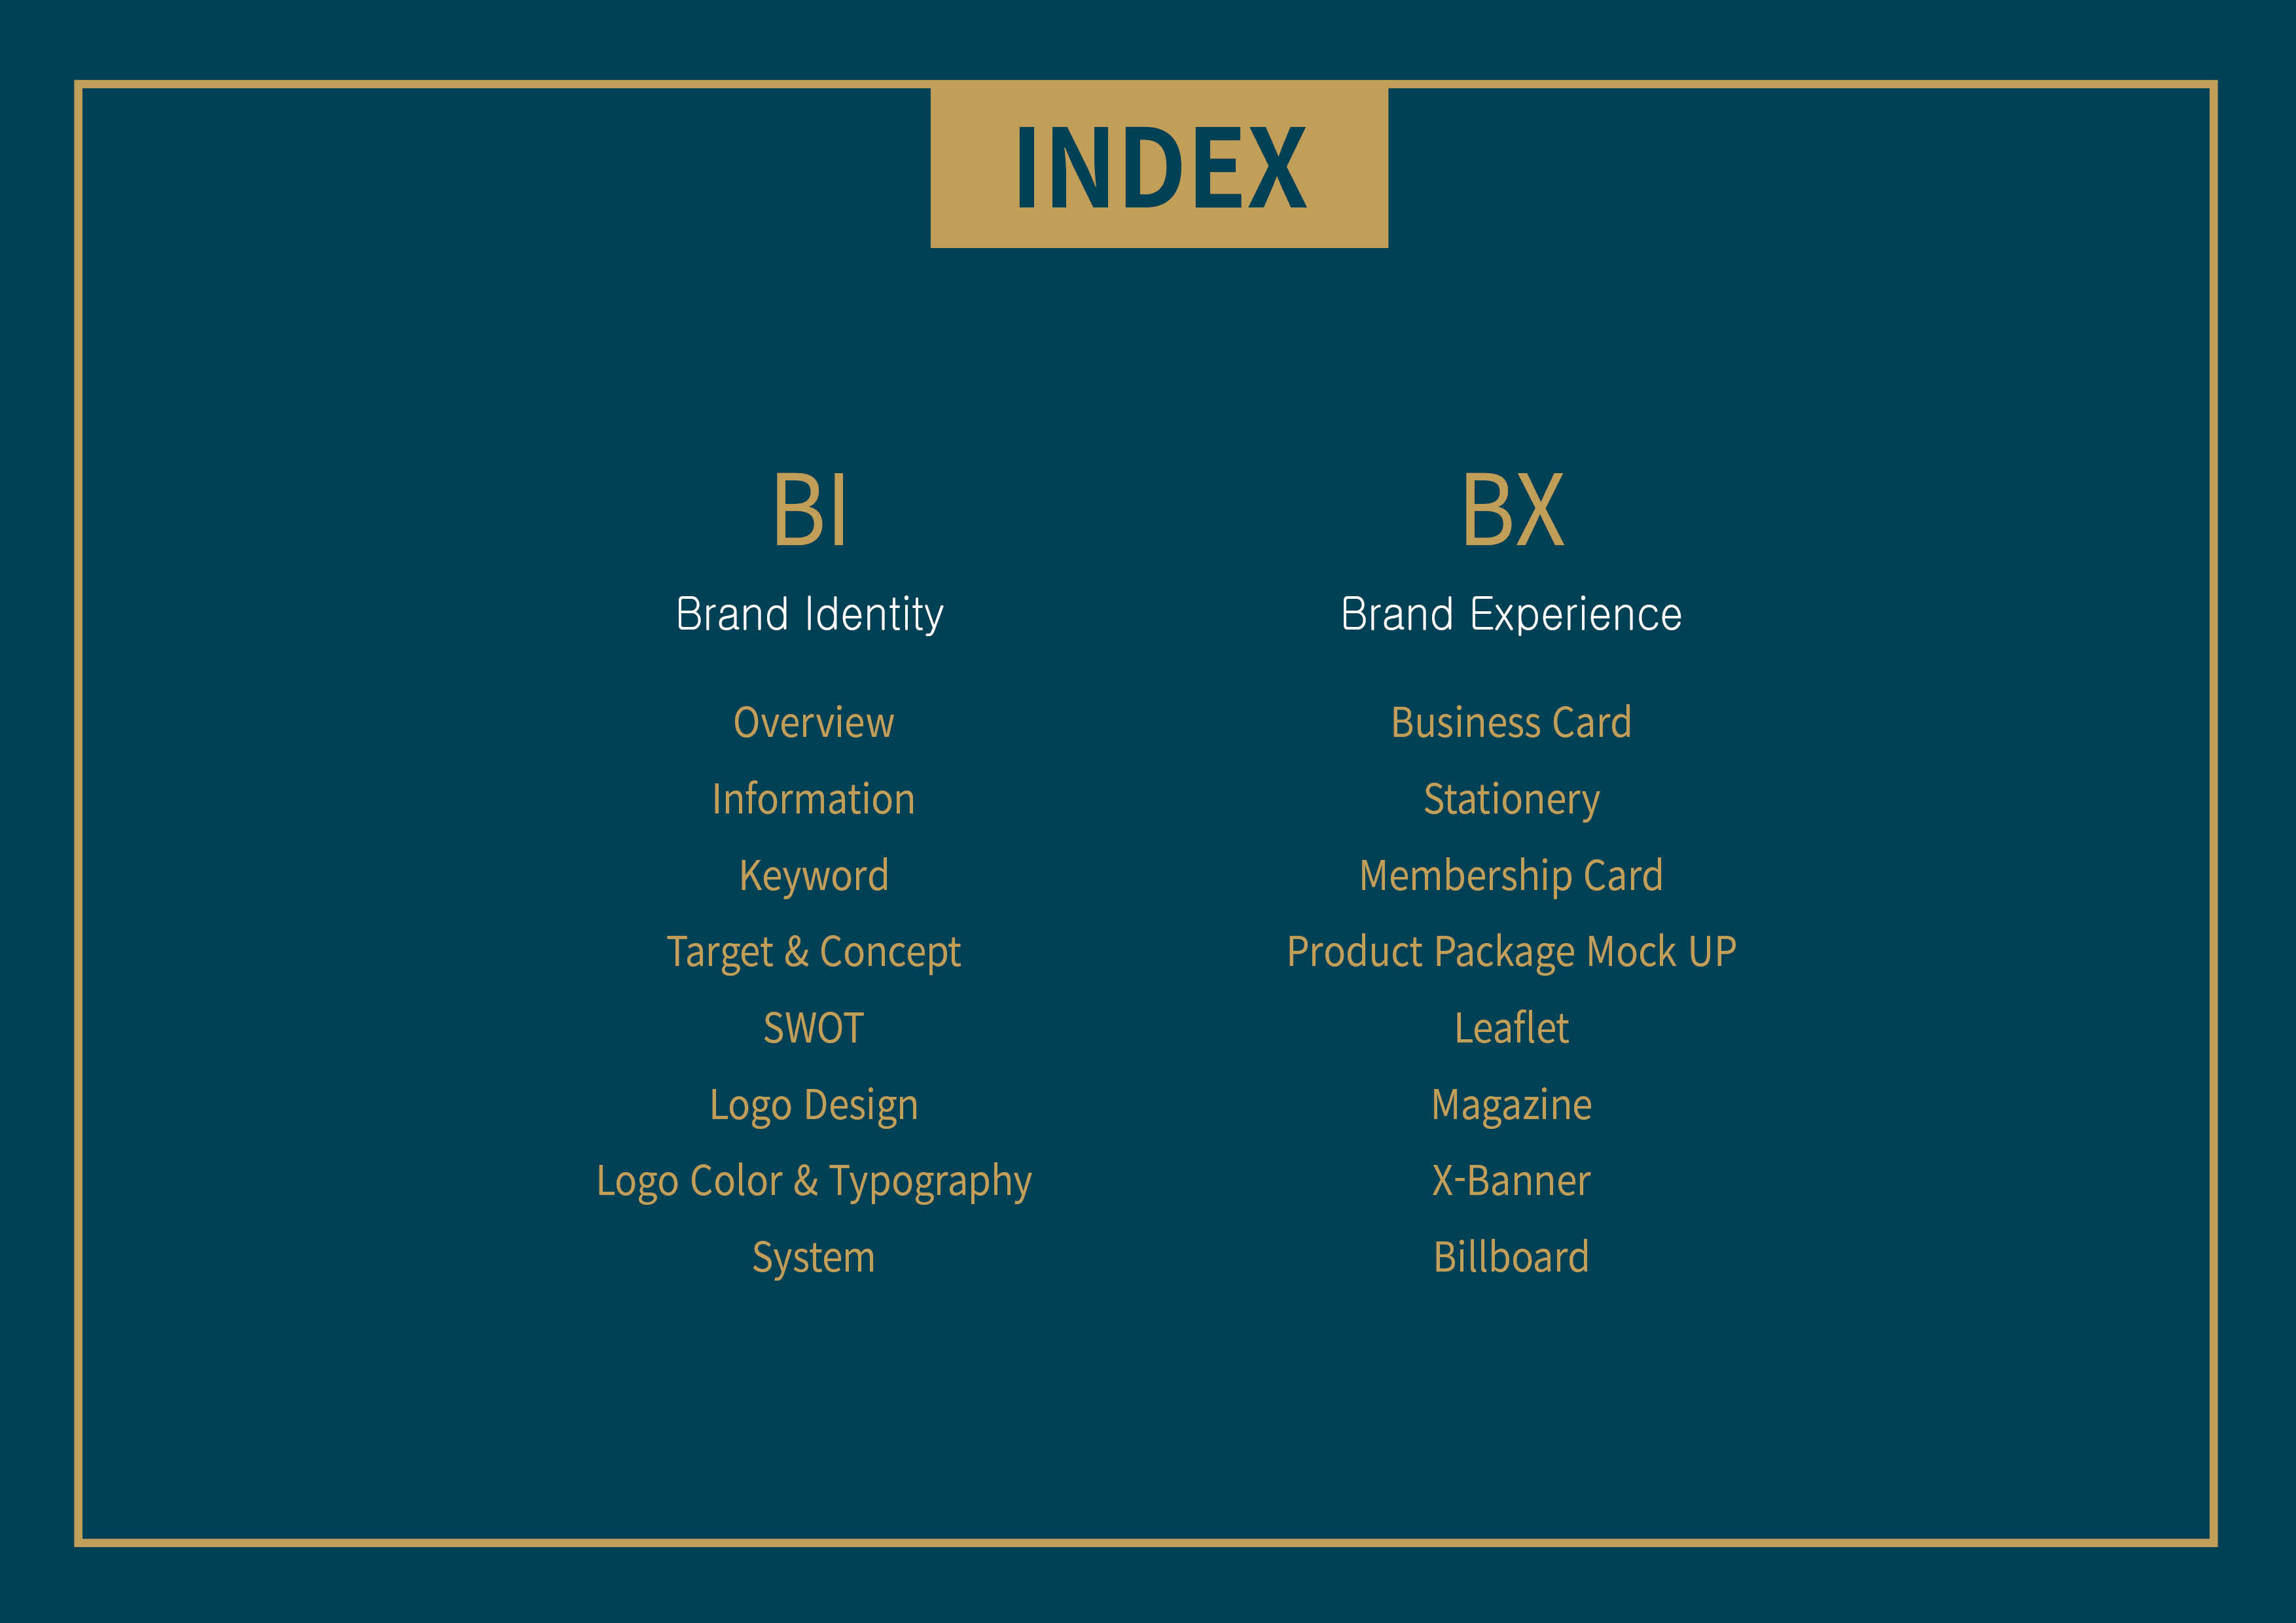 INDEX
BI
Brand Identity
Overview
Information
Keyword
Target & Concept
SWOT
Logo Design
Logo Color & Typography
System
BX
Brand Experience
Business Card
Stationery
Membership Card
Product Package Mock UP
Leaflet
Magazine
X-Banner
Billboard